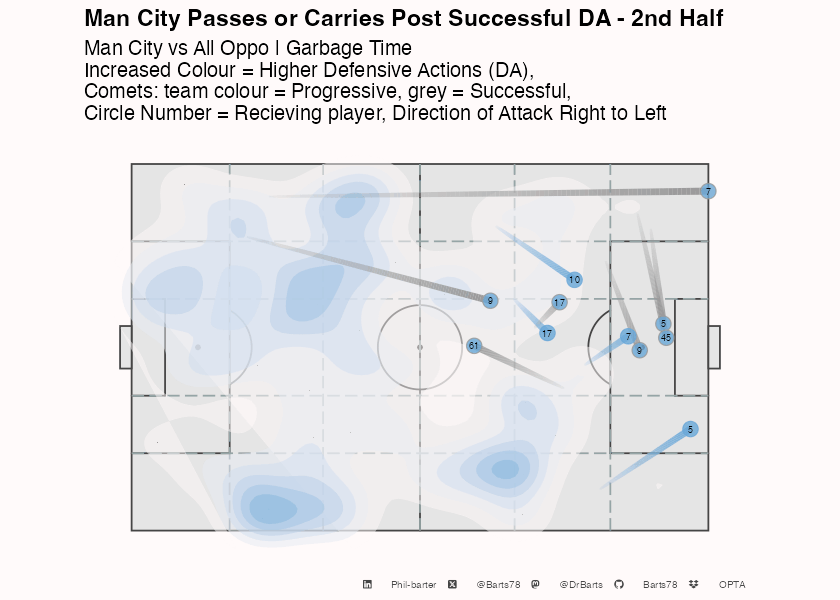 Man City Passes or Carries Post Successful DA - 2nd Half
Man City vs All Oppo | Garbage Time
Increased Colour = Higher Defensive Actions (DA),
Comets: team colour = Progressive, grey = Successful,
Circle Number = Recieving player, Direction of Attack Right to Left
7
10
9
17
17
5
7
45
61
9
5
Phil-barter @Barts78 @DrBarts Barts78 OPTA